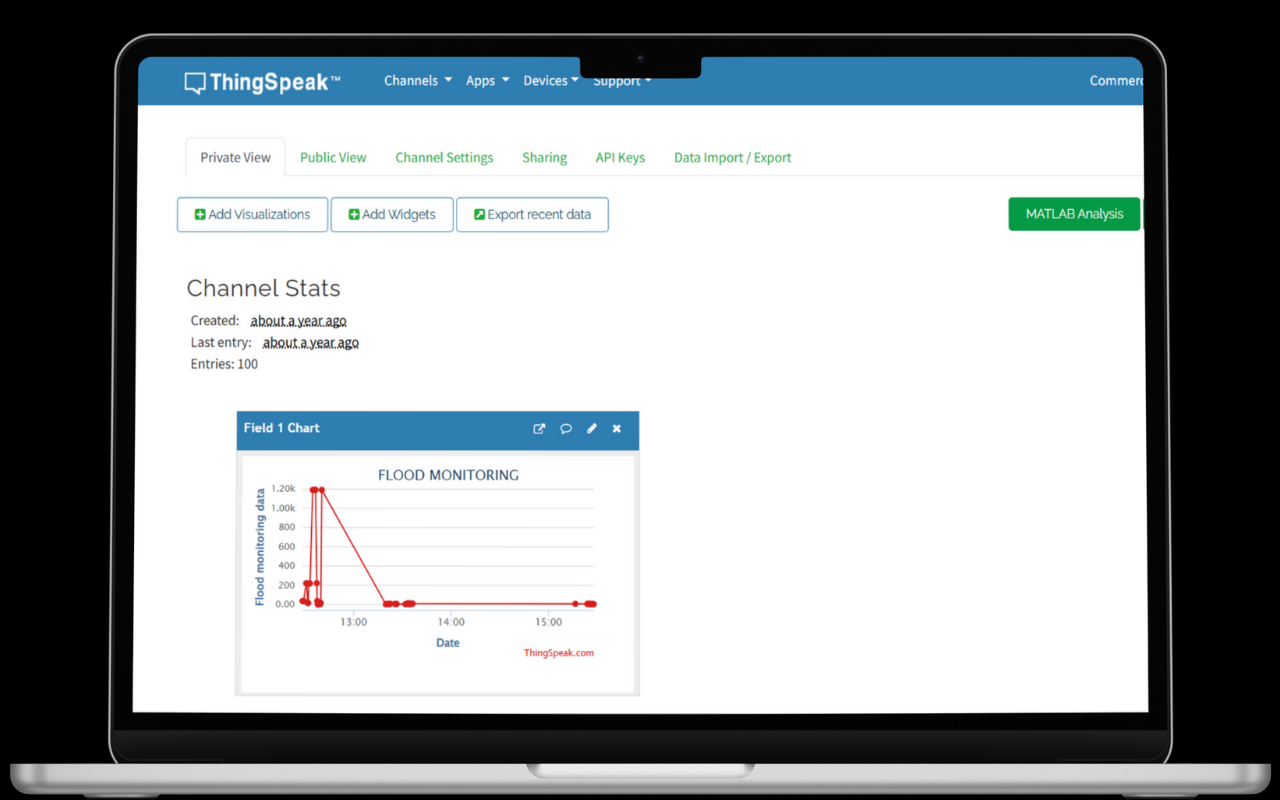 ThingSpeak™ Channels Apps Devices Support Commerc
Private View Public View Channel Settings Sharing API Keys Data Import / Export
Add Visualizations Add Widgets Export recent data MATLAB Analysis
Channel Stats
Created: about a year ago
Last entry: about a year ago
Entries: 100
Field 1 Chart
FLOOD MONITORING
Flood monitoring data
1.20k
1.00k
800
600
400
200
0.00
13:00 14:00 15:00
Date
ThingSpeak.com